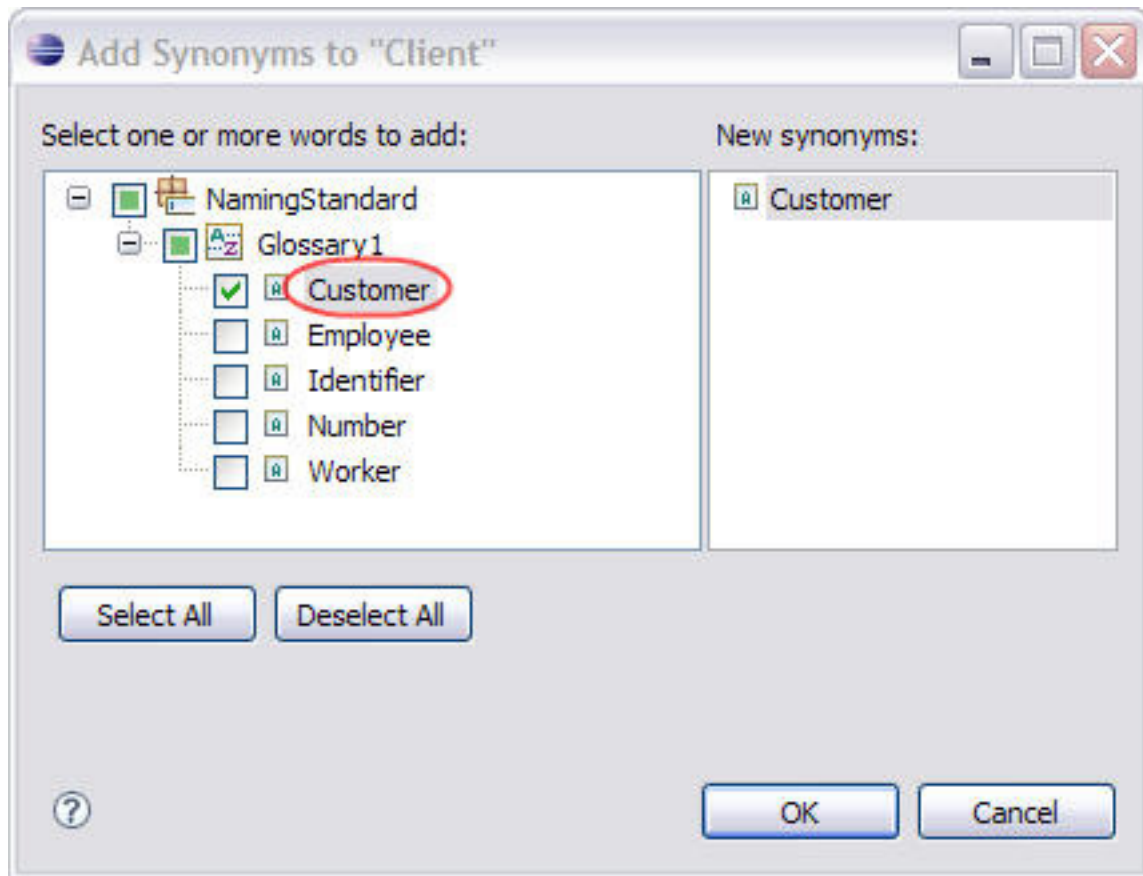 Add Synonyms to "Client"
Select one or more words to add:
New synonyms:
NamingStandard
Customer
Glossary1
Customer
Employee
Identifier
Number
Worker
Select All
Deselect All
OK
Cancel